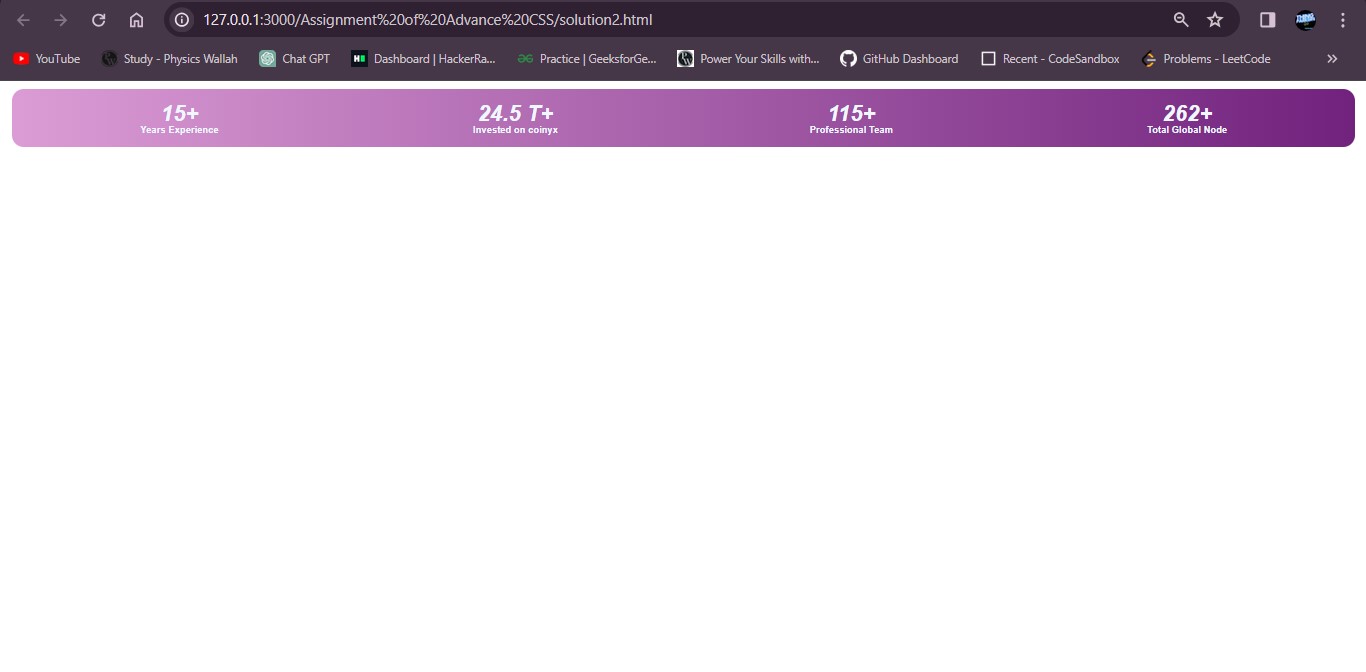 127.0.0.1:3000/Assignment%20of%20Advance%20CSS/solution2.html
YouTube Study - Physics Wallah Chat GPT Dashboard | HackerRa... Practice | GeeksforGe... Power Your Skills with... GitHub Dashboard Recent - CodeSandbox Problems - LeetCode
15+ 24.5 T+ 115+ 262+
Years Experience Invested on coinyx Professional Team Total Global Node